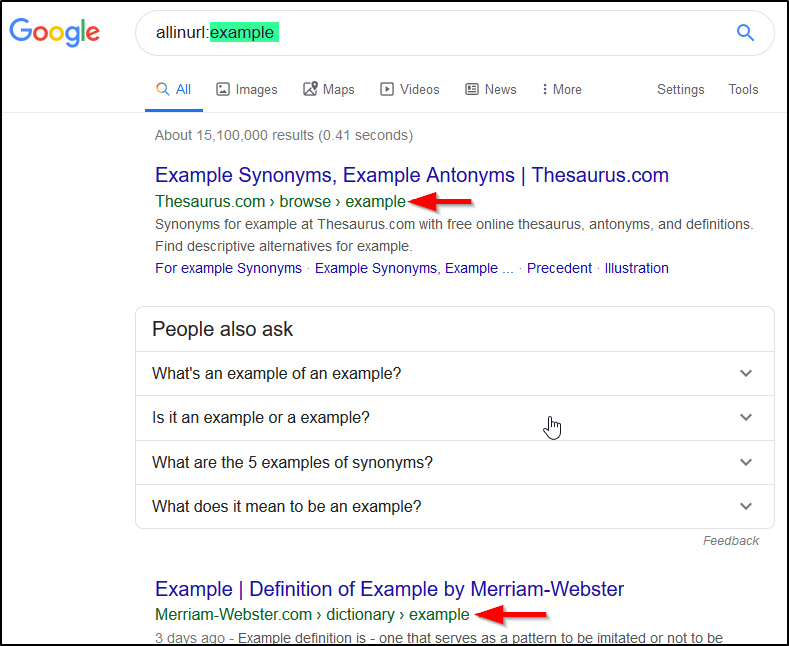 Google
allinurl:example
All Images Maps Videos News More Settings Tools
About 15,100,000 results (0.41 seconds)
Example Synonyms, Example Antonyms | Thesaurus.com
Thesaurus.com › browse › example
Synonyms for example at Thesaurus.com with free online thesaurus, antonyms, and definitions.
Find descriptive alternatives for example.
For example Synonyms · Example Synonyms, Example ... · Precedent · Illustration
People also ask
What's an example of an example?
Is it an example or a example?
What are the 5 examples of synonyms?
What does it mean to be an example?
Feedback
Example | Definition of Example by Merriam-Webster
Merriam-Webster.com › dictionary › example
3 days ago - Example definition is - one that serves as a pattern to be imitated or not to be